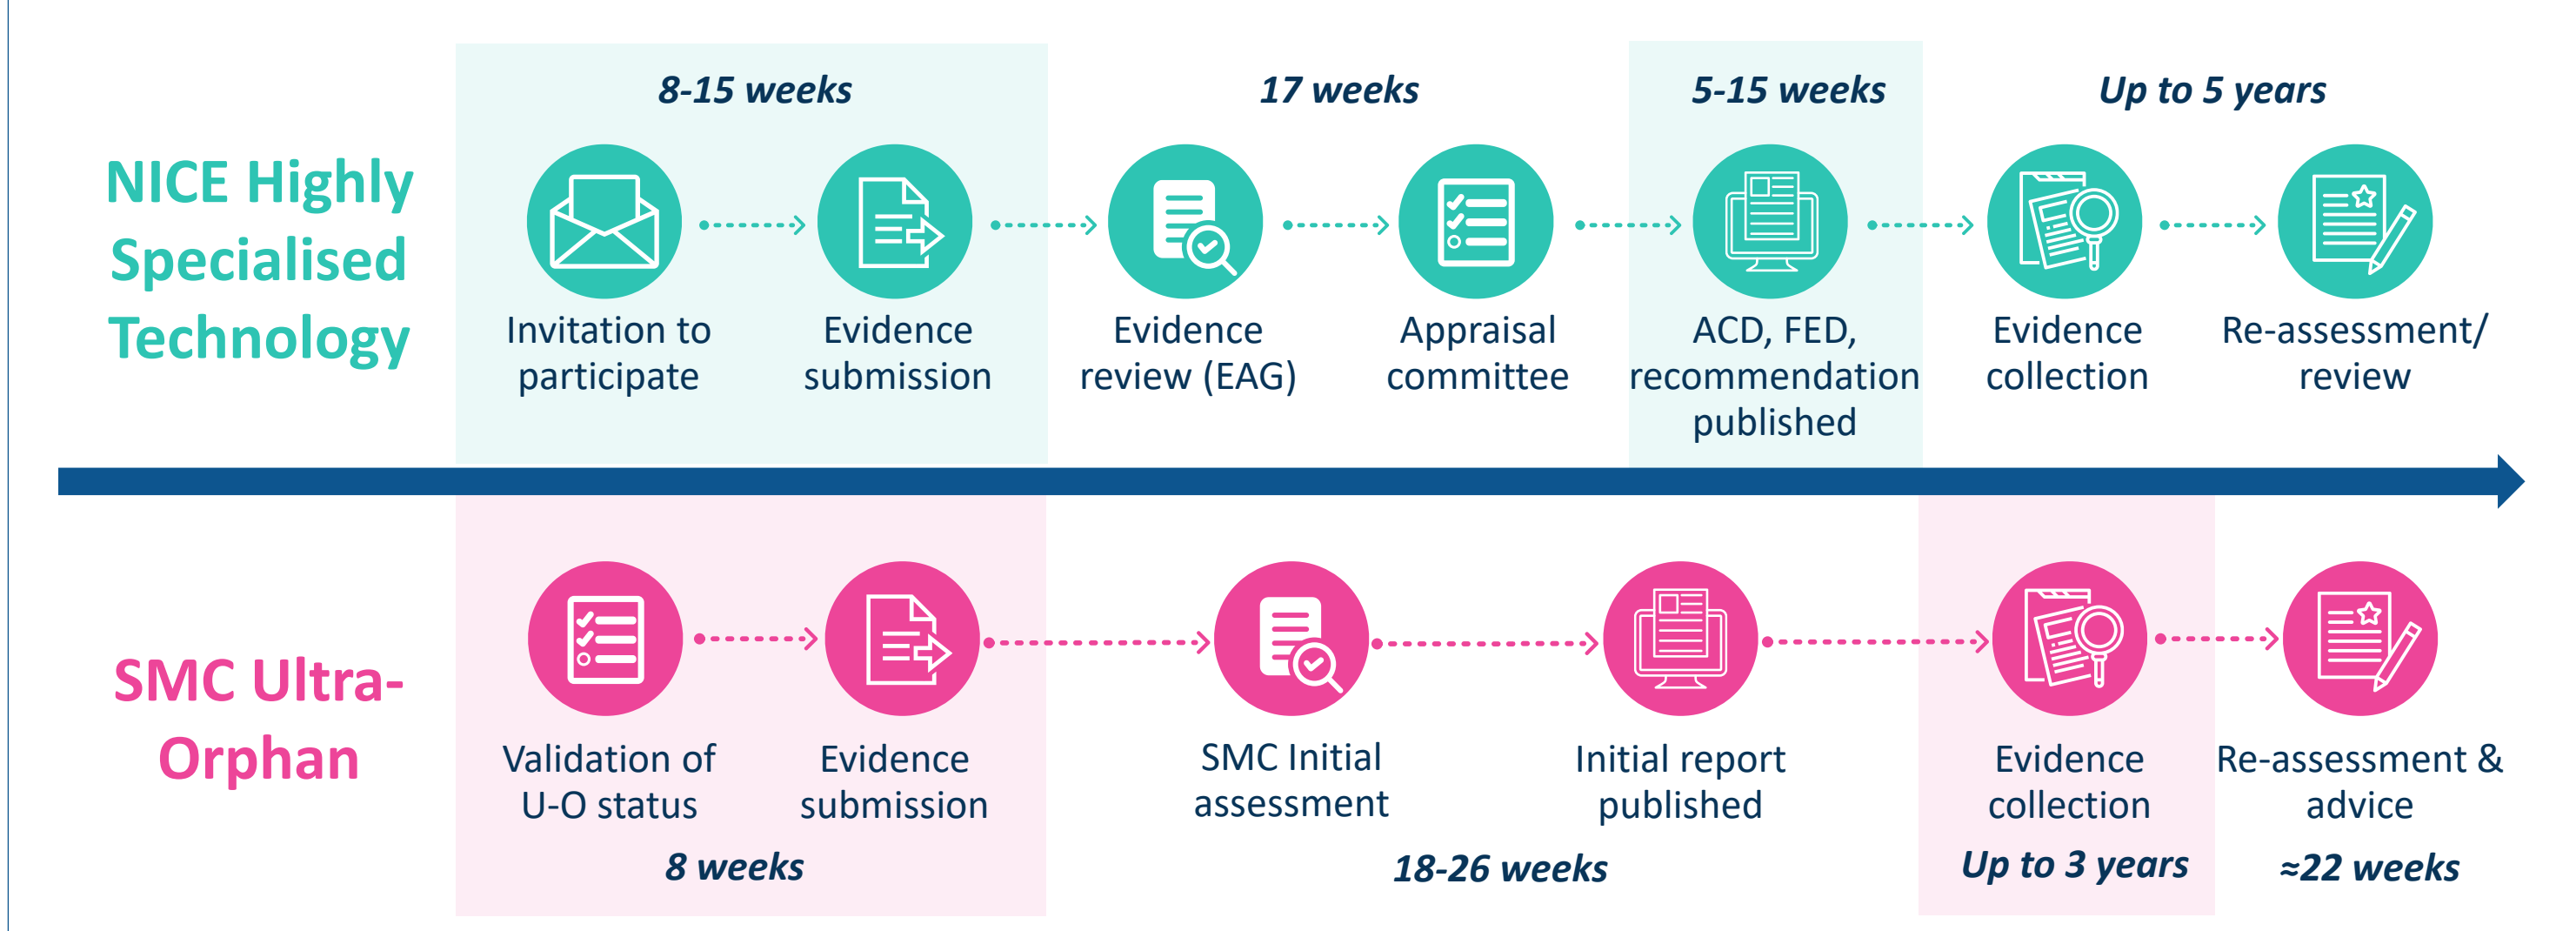 8-15 weeks
17 weeks
5-15 weeks
Up to 5 years
NICE Highly
Specialised
Technology
Invitation to
participate
Evidence
submission
Evidence
review (EAG)
Appraisal
committee
ACD, FED,
recommendation
published
Evidence
collection
Re-assessment/
review
SMC Ultra-
Orphan
Validation of
U-O status
Evidence
submission
SMC Initial
assessment
Initial report
published
Evidence
collection
Re-assessment &
advice
8 weeks
18-26 weeks
Up to 3 years
≈22 weeks